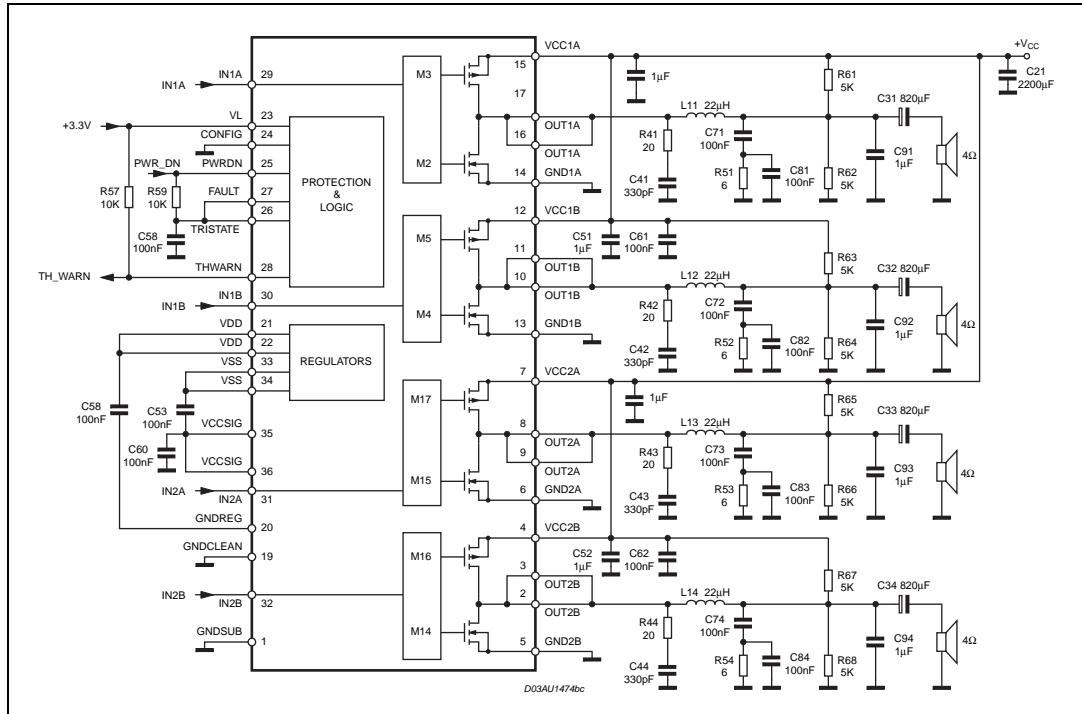 VCC1A
+VCC
IN1A
29
M3
15
1µF
R61
5K
C21
2200µF
17
VL
23
L11 22µH
C31 820µF
+3.3V
CONFIG
24
16
OUT1A
R41
20
C71
100nF
C91
1µF
4Ω
PWR_DN
PWRDN
25
PROTECTION
&
LOGIC
M2
OUT1A
14
GND1A
C41
330pF
R51
6
C81
100nF
R62
5K
R57
10K
R59
10K
FAULT
27
26
TRISTATE
C58
100nF
12
VCC1B
M5
C51
1µF
C61
100nF
11
OUT1B
R63
5K
TH_WARN
THWARN
28
10
OUT1B
L12 22µH
C32 820µF
IN1B
30
M4
R42
20
C72
100nF
C92
1µF
4Ω
VDD
21
13
GND1B
VDD
22
REGULATORS
C42
330pF
R52
6
C82
100nF
R64
5K
VSS
33
VSS
34
7
VCC2A
C58
100nF
C53
100nF
M17
1µF
R65
5K
VCCSIG
35
8
OUT2A
L13 22µH
C33 820µF
C60
100nF
9
OUT2A
R43
20
C73
100nF
C93
1µF
4Ω
VCCSIG
36
M15
IN2A
IN2A
31
6
GND2A
C43
330pF
R53
6
C83
100nF
R66
5K
GNDREG
20
4
VCC2B
GNDCLEAN
19
M16
C52
1µF
C62
100nF
3
OUT2B
R67
5K
IN2B
IN2B
32
2
OUT2B
L14 22µH
C34 820µF
GNDSUB
1
M14
R44
20
C74
100nF
C94
1µF
4Ω
5
GND2B
C44
330pF
R54
6
C84
100nF
R68
5K
D03AU1474bc